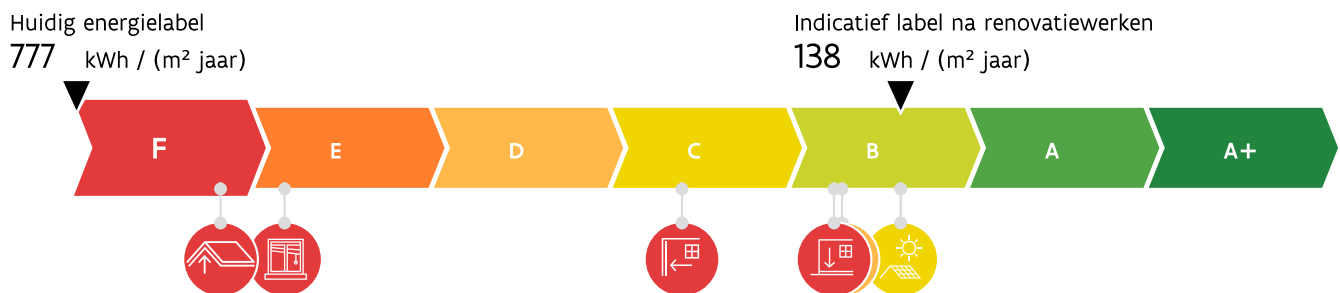 Huidig energielabel
777 kWh / (m² jaar)
Indicatief label na renovatiewerken
138 kWh / (m² jaar)
F E D C B A A+